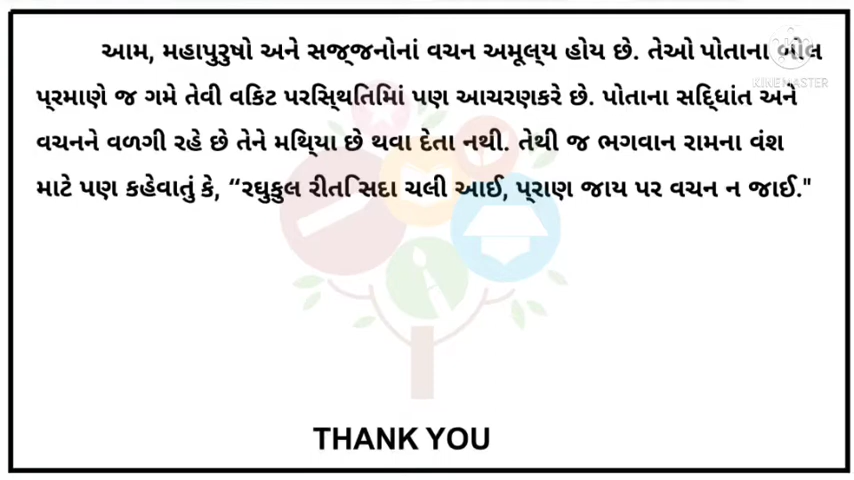 આમ, મહાપુરુષો અને સજ્જનોનાં વચન અમૂલ્ય હોય છે. તેઓ પોતાના બોલ
KINEMASTER
પ્રમાણે જ ગમે તેવી વકિટ પરસ્થિતિમાં પણ આચરણકરે છે. પોતાના સદ્ધિાંત અને
વચનને વળગી રહે છે તેને મથ્યિા છે થવા દેતા નથી. તેથી જ ભગવાન રામના વંશ
માટે પણ કહેવાતું કે, “રઘુકુલ રીત સિદા ચલી આઈ, પ્રાણ જાય પર વચન ન જાઈ."
THANK YOU